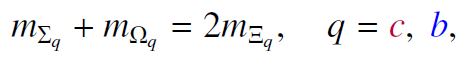 m_{Σ_q} + m_{Ω_q} = 2m_{Ξ_q},   q = c, b,